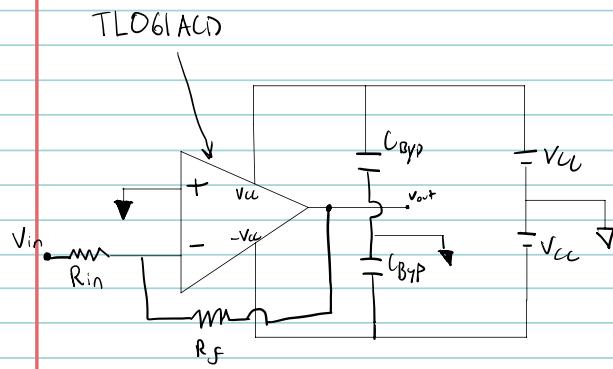 TL061ACD
CByp
+
Vcc
Vcc
Vout
-Vcc
Vin
-
Vcc
CByp
Rin
Rf